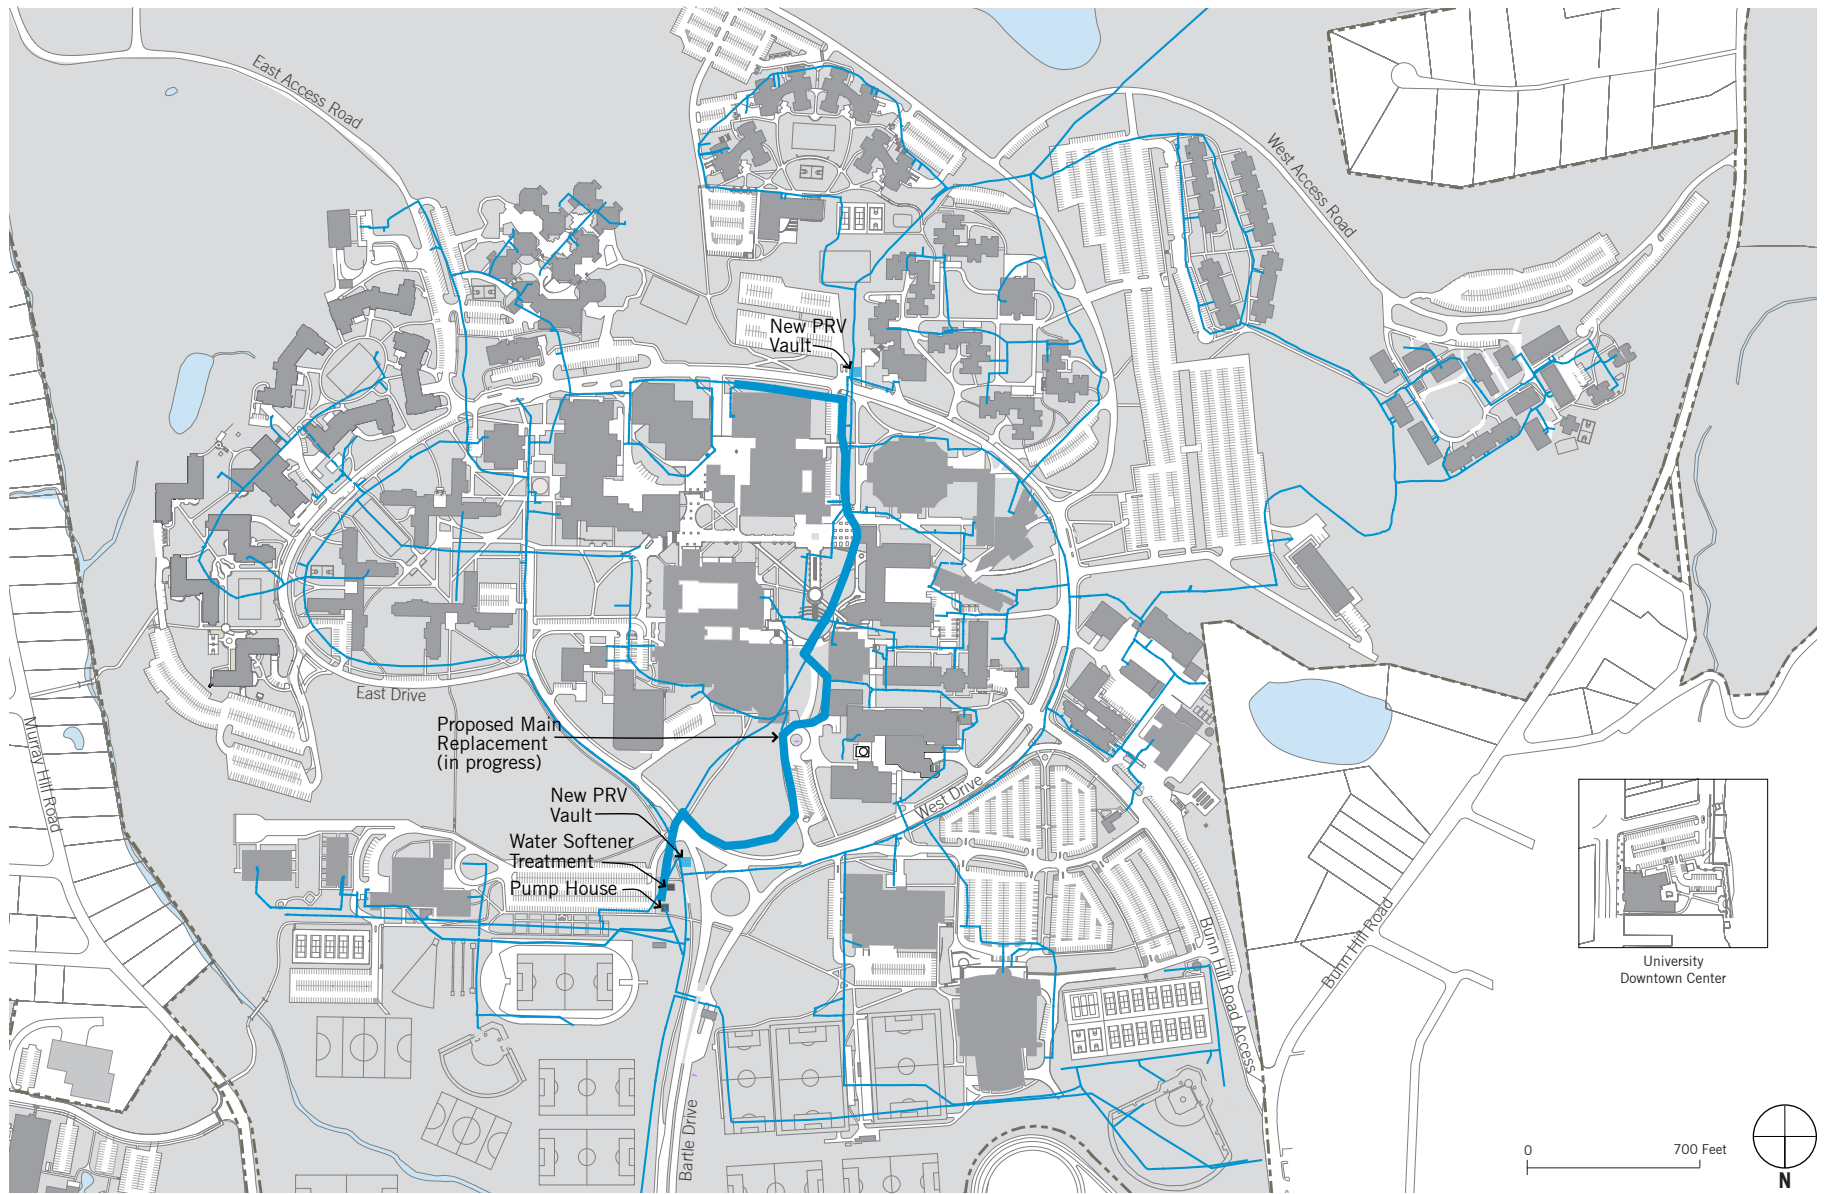 East Access Road
West Access Road
New PRV
Vault
East Drive
Murray Hill Road
Proposed Main
Replacement
(in progress)
New PRV
Vault
Water Softener
Treatment
Pump House
West Drive
Bunn Hill Road Access
Bunn Hill Road
Bartle Drive
University
Downtown Center
0 700 Feet
N